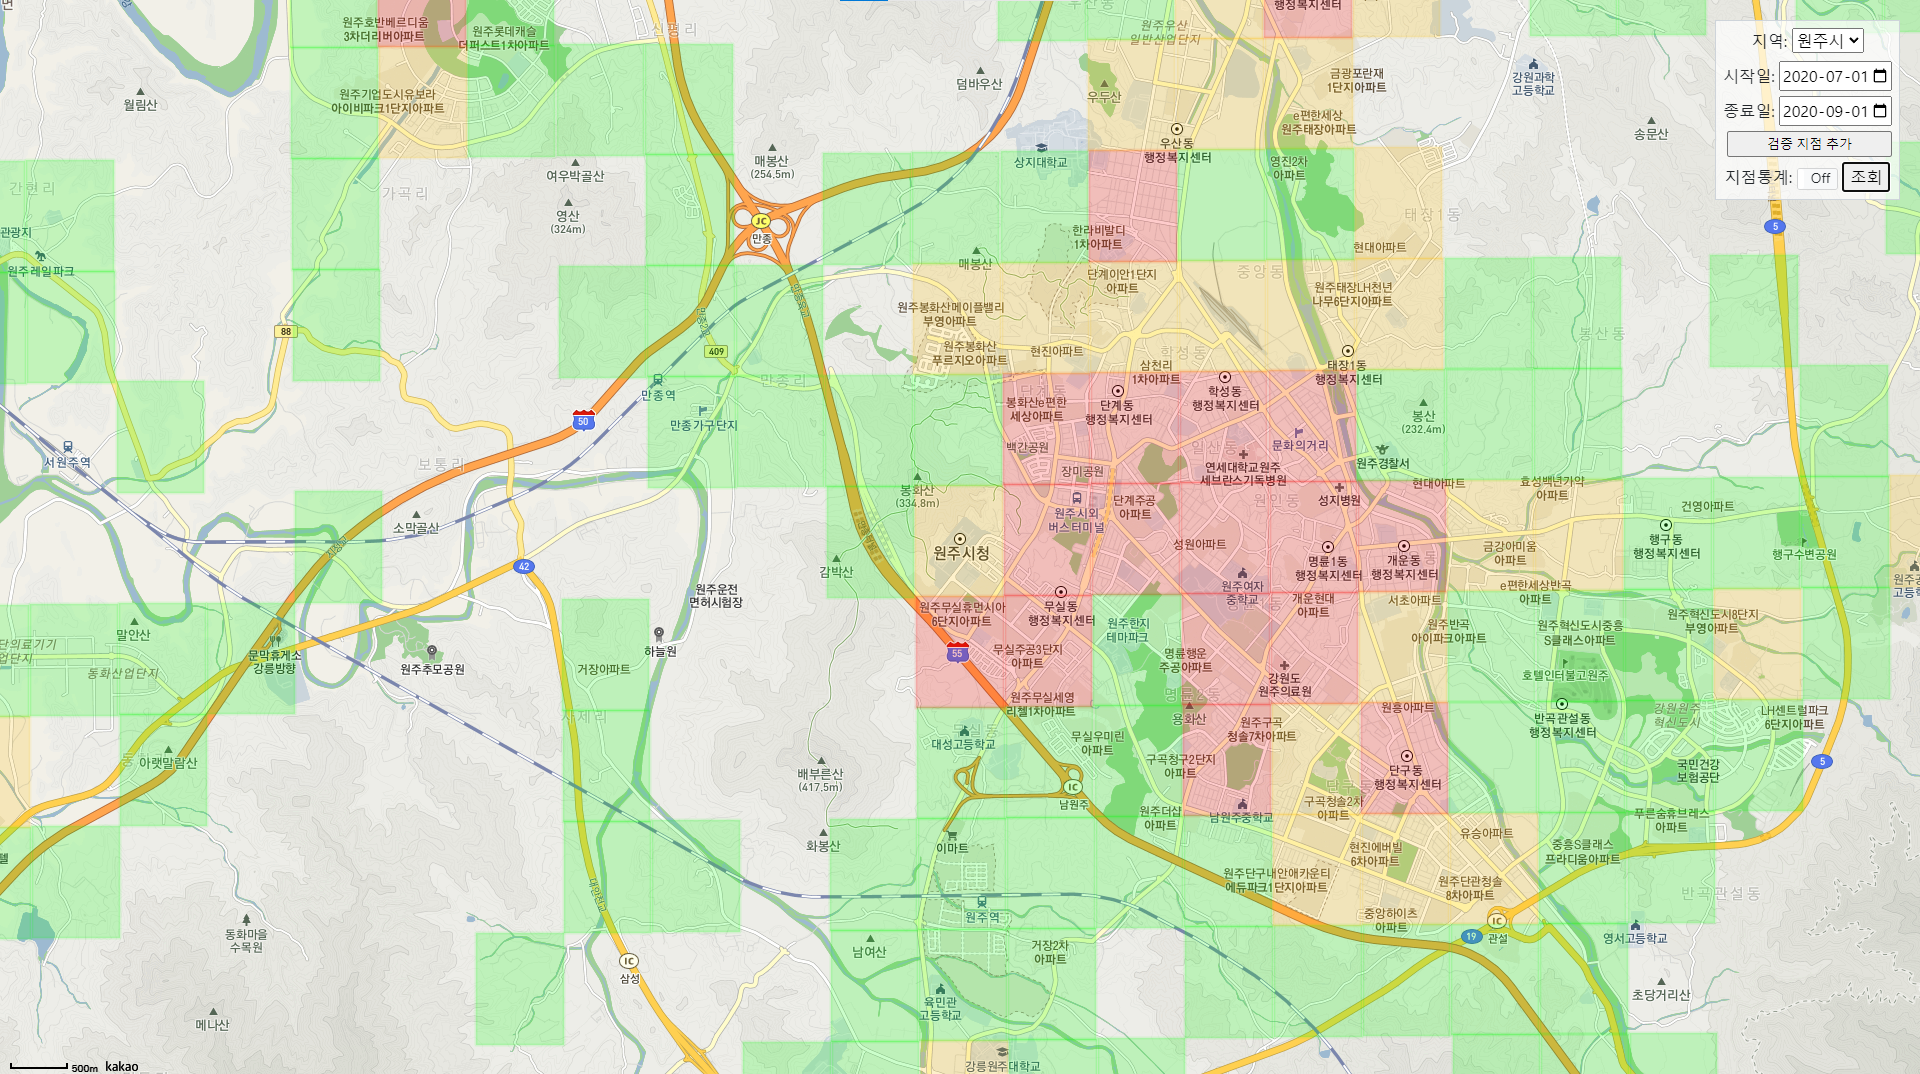 면
원주호반베르디움
3차더리버아파트
원주롯데캐슬
더퍼스트1차아파트
신평리
우산동
원주우산
일반산업단지
행정복지센터
지역: 원주시
시작일: 2020-07-01
종료일: 2020-09-01
검증 지점 추가
지점통계: Off 조회
월림산
원주기업도시유보라
아이비파크1단지아파트
덤바우산
우두산
금광포란재
1단지아파트
강원과학
고등학교
e편한세상
원주태장아파트
송문산
우산동
행정복지센터
상지대학교
영진2차
아파트
매봉산
(254.5m)
여우박골산
간현리
가곡리
영산
(324m)
태장1동
관광지
JC
만종
한라비발디
1차아파트
현대아파트
5
원주레일파크
매봉산
단계이안1단지
아파트
중앙동
원주태장LH천년
나무6단지아파트
원주봉화산메이플밸리
부영아파트
88
만종2교
409
원주봉화산
푸르지오아파트
현진아파트
학성동
삼천리
1차아파트
태장1동
행정복지센터
봉산동
만종역
만종리
50
만종가구단지
단계동
봉화산e편한
세상아파트
단계동
행정복지센터
학성동
행정복지센터
봉산
(232.4m)
백간공원
일산동
문화의거리
서원주역
보통리
장미공원
연세대학교원주
세브란스기독병원
원주경찰서
봉화산
(334.8m)
원주시외
버스터미널
단계주공
아파트
원인동
성지병원
현대아파트
효성백년가약
아파트
건영아파트
소막골산
원주시청
성원아파트
명륜1동
행정복지센터
개운동
행정복지센터
금강아미움
아파트
행구동
행정복지센터
행구수변공원
42
감박산
원주운전
면허시험장
원주여자
중학교
개운현대
아파트
서초아파트
e편한세상반곡
아파트
원주무실휴먼시아
6단지아파트
무실동
행정복지센터
원주한지
테마파크
원주반곡
아이파크아파트
원주혁신도시중흥
S클래스아파트
원주혁신도시8단지
부영아파트
말안산
단의료기기
업단지
문막휴게소
강릉방향
원주추모공원
하늘원
거장아파트
동화산업단지
55
무실주공3단지
아파트
명륜행운
주공아파트
강원도
원주의료원
호텔인터불고원주
원주무실세영
리첼1차아파트
명륜2동
용화산
원흥아파트
사제리
무실동
대성고등학교
무실우미린
아파트
원주구곡
청솔7차아파트
반곡관설동
행정복지센터
강원원주
혁신도시
LH센트럴파크
6단지아파트
아랫말람산
배부른산
(417.5m)
IC
남원주
구곡청구2단지
아파트
단구동
행정복지센터
단구동
국민건강
보험공단
5
원주더샵
아파트
남원주중학교
구곡청솔2차
아파트
유승아파트
푸른숨휴브레스
아파트
화봉산
이마트
현진에버빌
6차아파트
중흥S클래스
프라디움아파트
원주단구내안애카운티
에듀파크1단지아파트
원주단관청솔
8차아파트
반곡관설동
동화마을
수목원
원주역
중앙하이츠
아파트
IC
관설
19
영서고등학교
남여산
거장2차
아파트
IC
삼성
육민관
고등학교
초당거리산
메나산
강릉원주대학교
500m kakao